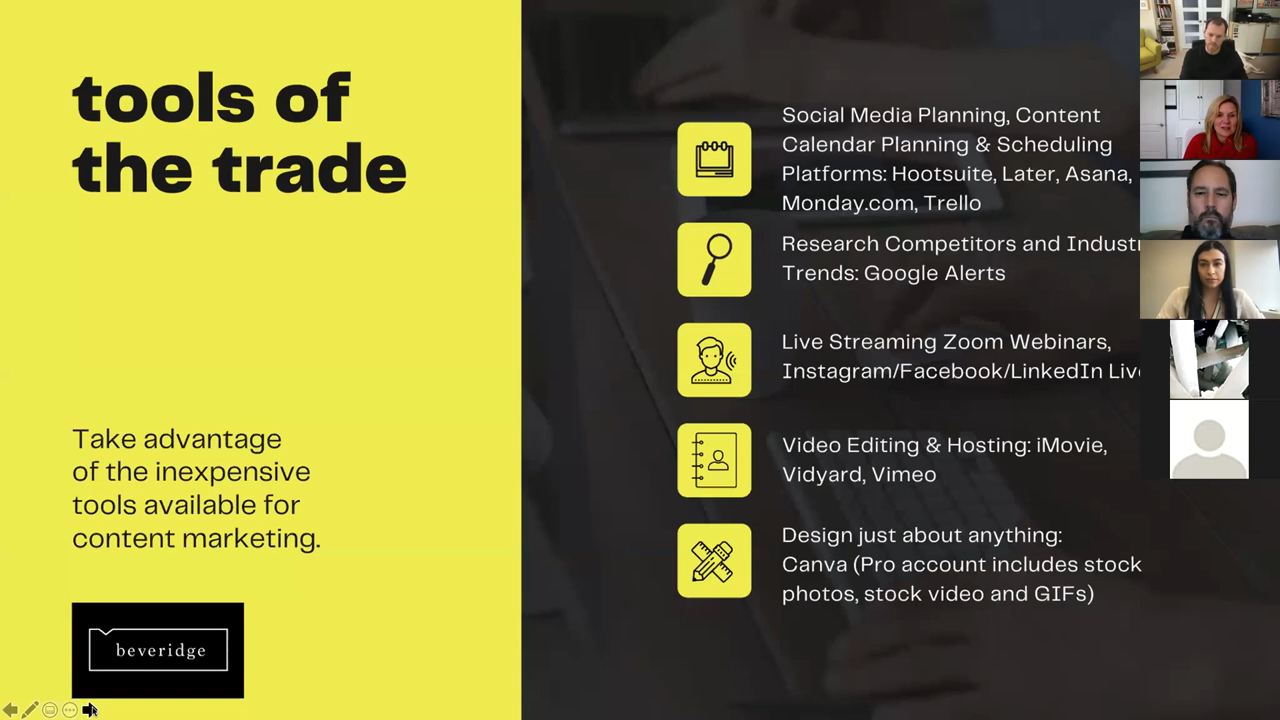 tools of
the trade
Take advantage
of the inexpensive
tools available for
content marketing.
beveridge
Social Media Planning, Content
Calendar Planning & Scheduling
Platforms: Hootsuite, Later, Asana,
Monday.com, Trello
Research Competitors and Industr
Trends: Google Alerts
Live Streaming Zoom Webinars,
Instagram/Facebook/LinkedIn Liv
Video Editing & Hosting: iMovie,
Vidyard, Vimeo
Design just about anything:
Canva (Pro account includes stock
photos, stock video and GIFs)